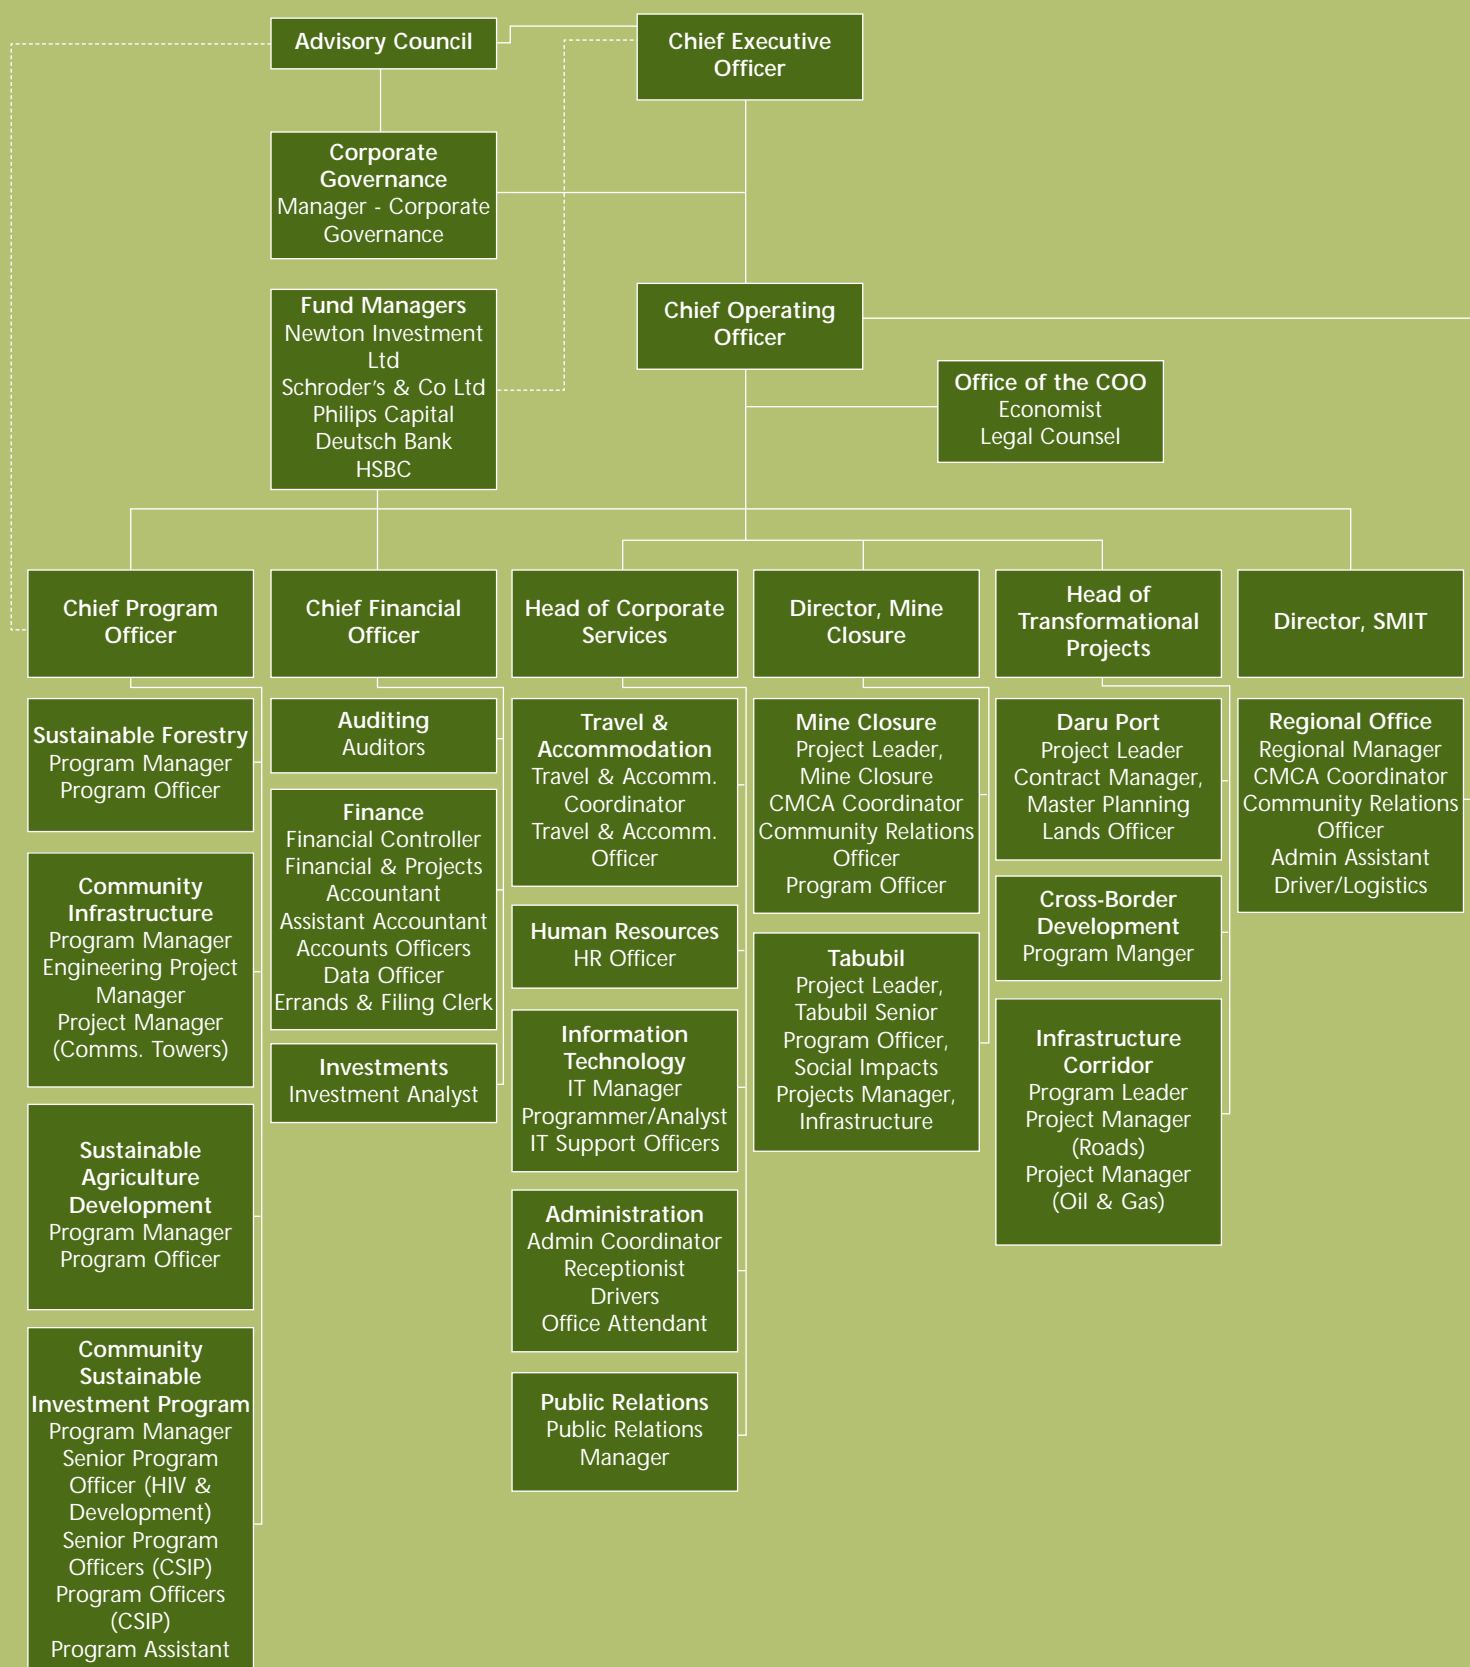 Advisory Council
Chief Executive
Officer
Corporate
Governance
Manager - Corporate
Governance
Fund Managers
Newton Investment
Ltd
Schroder's & Co Ltd
Philips Capital
Deutsch Bank
HSBC
Chief Operating
Officer
Office of the COO
Economist
Legal Counsel
Chief Program
Officer
Chief Financial
Officer
Head of Corporate
Services
Director, Mine
Closure
Head of
Transformational
Projects
Director, SMIT
Sustainable Forestry
Program Manager
Program Officer
Community
Infrastructure
Program Manager
Engineering Project
Manager
Project Manager
(Comms. Towers)
Sustainable
Agriculture
Development
Program Manager
Program Officer
Community
Sustainable
Investment Program
Program Manager
Senior Program
Officer (HIV &
Development)
Senior Program
Officers (CSIP)
Program Officers
(CSIP)
Program Assistant
Auditing
Auditors
Finance
Financial Controller
Financial & Projects
Accountant
Assistant Accountant
Accounts Officers
Data Officer
Errands & Filing Clerk
Investments
Investment Analyst
Travel &
Accommodation
Travel & Accomm.
Coordinator
Travel & Accomm.
Officer
Human Resources
HR Officer
Information
Technology
IT Manager
Programmer/Analyst
IT Support Officers
Administration
Admin Coordinator
Receptionist
Drivers
Office Attendant
Public Relations
Public Relations
Manager
Mine Closure
Project Leader,
Mine Closure
CMCA Coordinator
Community Relations
Officer
Program Officer
Tabubil
Project Leader,
Tabubil Senior
Program Officer,
Social Impacts
Projects Manager,
Infrastructure
Daru Port
Project Leader
Contract Manager,
Master Planning
Lands Officer
Cross-Border
Development
Program Manger
Infrastructure
Corridor
Program Leader
Project Manager
(Roads)
Project Manager
(Oil & Gas)
Regional Office
Regional Manager
CMCA Coordinator
Community Relations
Officer
Admin Assistant
Driver/Logistics